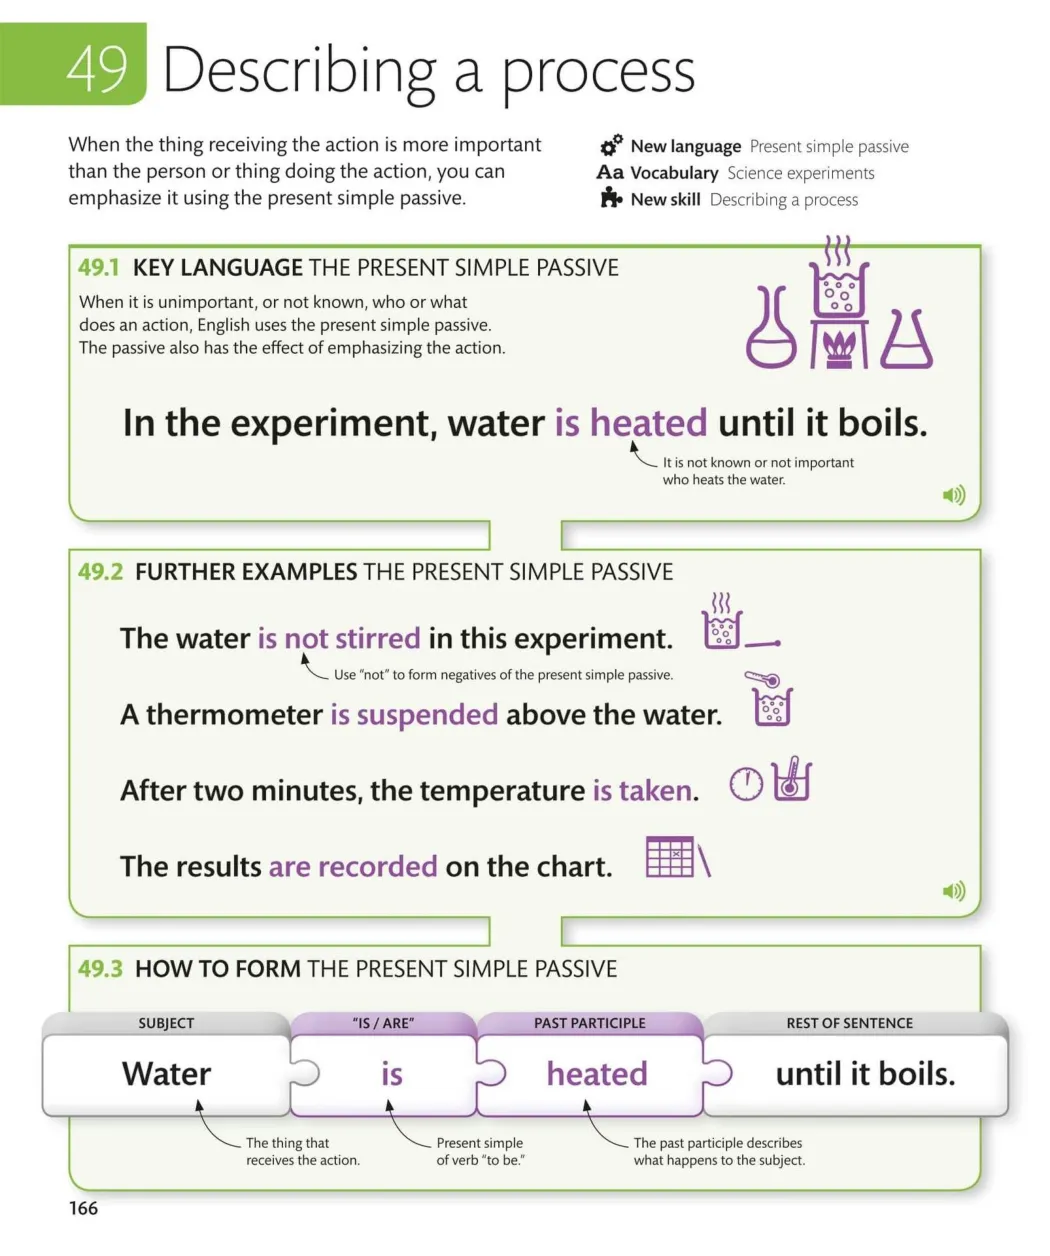 49 Describing a process
When the thing receiving the action is more important
than the person or thing doing the action, you can
emphasize it using the present simple passive.
New language Present simple passive
Aa Vocabulary Science experiments
New skill Describing a process
49.1 KEY LANGUAGE THE PRESENT SIMPLE PASSIVE
When it is unimportant, or not known, who or what
does an action, English uses the present simple passive.
The passive also has the effect of emphasizing the action.
In the experiment, water is heated until it boils.
It is not known or not important
who heats the water.
49.2 FURTHER EXAMPLES THE PRESENT SIMPLE PASSIVE
The water is not stirred in this experiment.
Use “not” to form negatives of the present simple passive.
A thermometer is suspended above the water.
After two minutes, the temperature is taken.
The results are recorded on the chart.
49.3 HOW TO FORM THE PRESENT SIMPLE PASSIVE
SUBJECT
“IS / ARE”
PAST PARTICIPLE
REST OF SENTENCE
Water
is
heated
until it boils.
The thing that
receives the action.
Present simple
of verb “to be.”
The past participle describes
what happens to the subject.
166